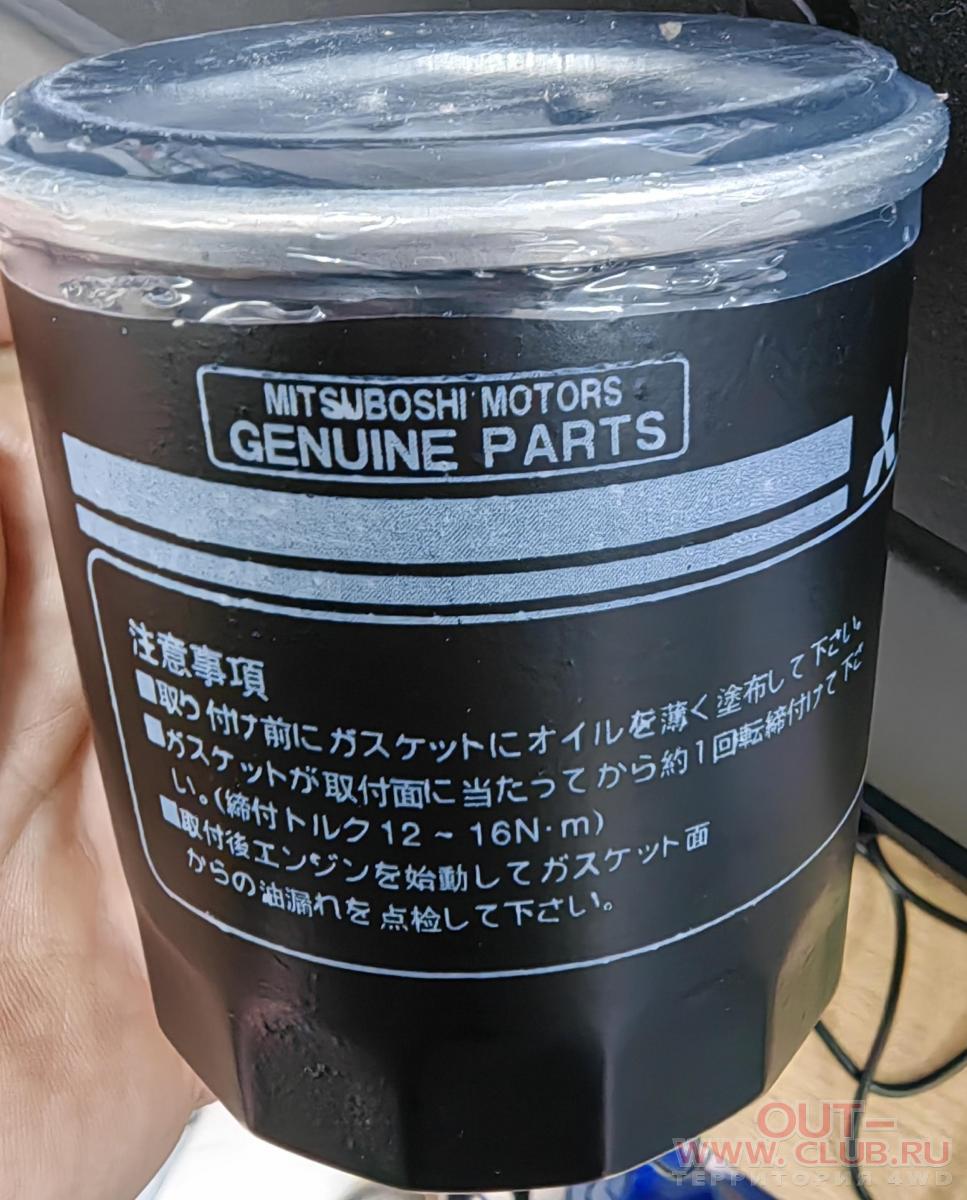 MITSUBOSHI MOTORS
GENUINE PARTS
注意事項
■取り付け前にガスケットにオイルを薄く塗布して下さい。
■ガスケットが取付面に当たってから約1回転締付けて下さ
い。(締付トルク12~16N·m)
■取付後エンジンを始動してガスケット面
からの油漏れを点検して下さい。
OUT-
WWW.CLUB.RU
ТЕРРИТОРИЯ 4WD